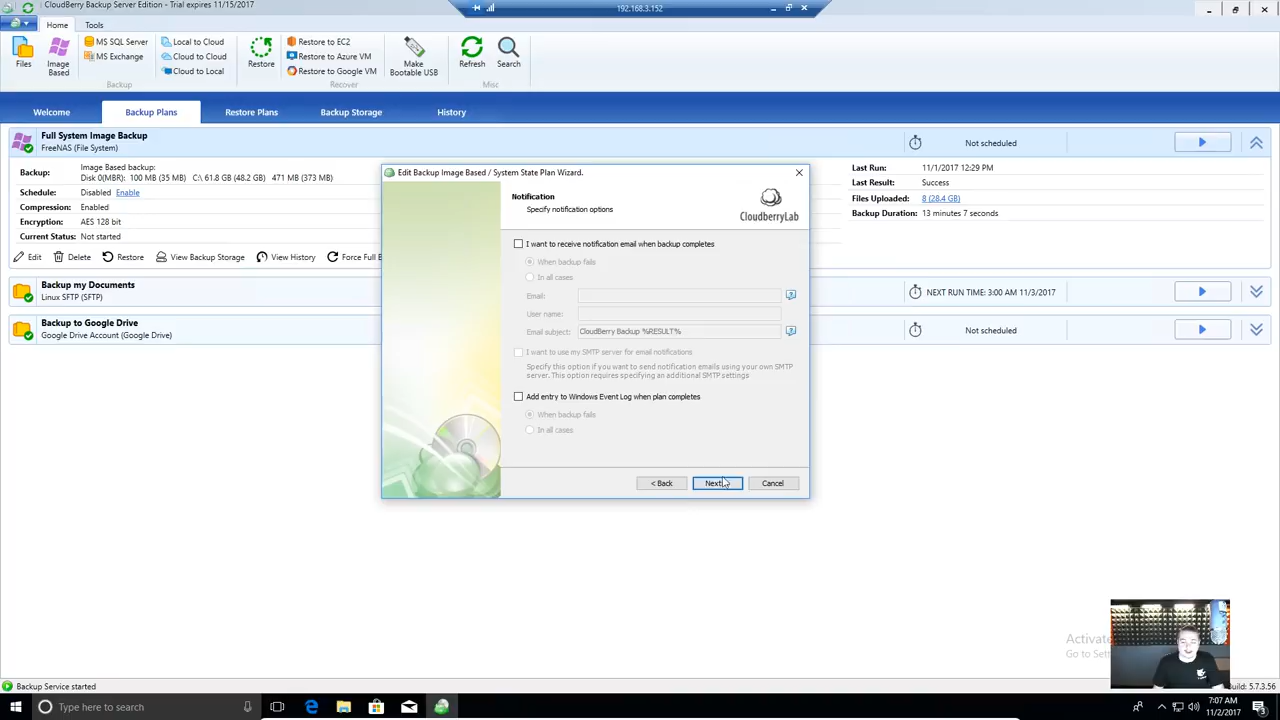 CloudBerry Backup Server Edition - Trial expires 11/15/2017
192.168.3.152
Home
Tools
Files
Image
Based
MS SQL Server
MS Exchange
Local to Cloud
Cloud to Cloud
Cloud to Local
Backup
Restore
Restore to EC2
Restore to Azure VM
Restore to Google VM
Recover
Make
Bootable USB
Refresh
Search
Misc
Welcome
Backup Plans
Restore Plans
Backup Storage
History
Full System Image Backup
FreeNAS (File System)
Not scheduled
Backup:
Image Based backup:
Disk 0(MBR): 100 MB (35 MB) C:\ 61.8 GB (48.2 GB) 471 MB (373 MB)
Schedule: Disabled Enable
Compression: Enabled
Encryption: AES 128 bit
Current Status: Not started
Last Run: 11/1/2017 12:29 PM
Last Result: Success
Files Uploaded: 8 (28.4 GB)
Backup Duration: 13 minutes 7 seconds
Edit
Delete
Restore
View Backup Storage
View History
Force Full
Backup my Documents
Linux SFTP (SFTP)
NEXT RUN TIME: 3:00 AM 11/3/2017
Backup to Google Drive
Google Drive Account (Google Drive)
Not scheduled
Edit Backup Image Based / System State Plan Wizard.
Notification
Specify notification options
CloudberryLab
I want to receive notification email when backup completes
When backup fails
In all cases
Email:
User name:
Email subject: CloudBerry Backup %RESULT%
I want to use my SMTP server for email notifications
Specify this option if you want to send notification emails using your own SMTP
server. This option requires specifying an additional SMTP settings
Add entry to Windows Event Log when plan completes
When backup fails
In all cases
< Back
Next
Cancel
Backup Service started
5.7.3.56
Type here to search
7:07 AM
11/2/2017